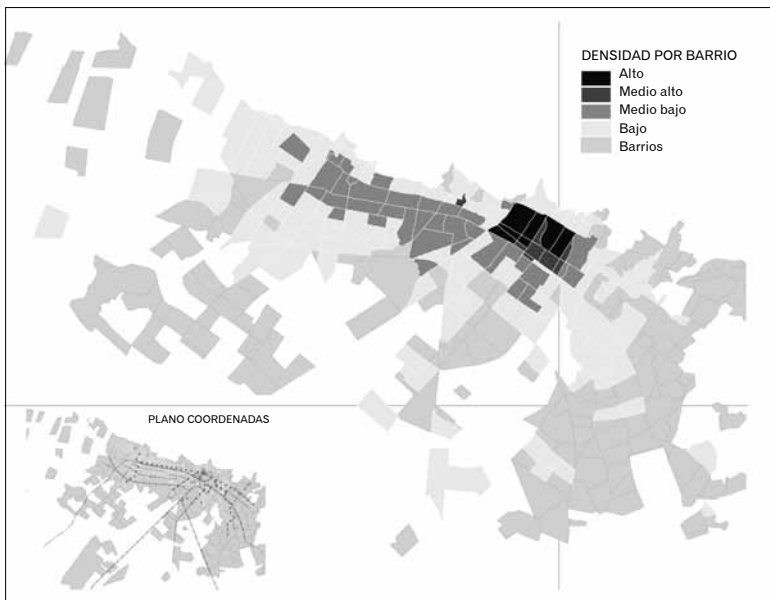 DENSIDAD POR BARRIO
Alto
Medio alto
Medio bajo
Bajo
Barrios
PLANO COORDENADAS